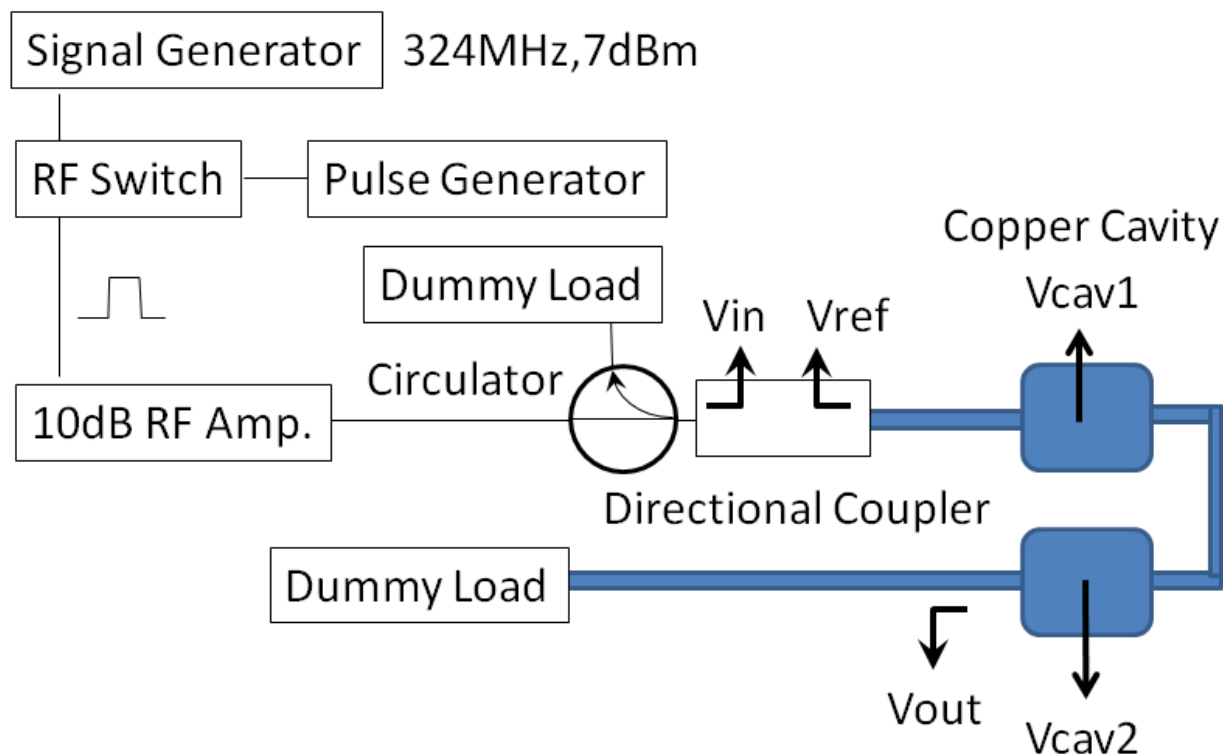 Signal Generator 324MHz,7dBm
RF Switch
Pulse Generator
Copper Cavity
Dummy Load
Vin
Vref
Vcav1
Circulator
10dB RF Amp.
Directional Coupler
Dummy Load
Vout
Vcav2